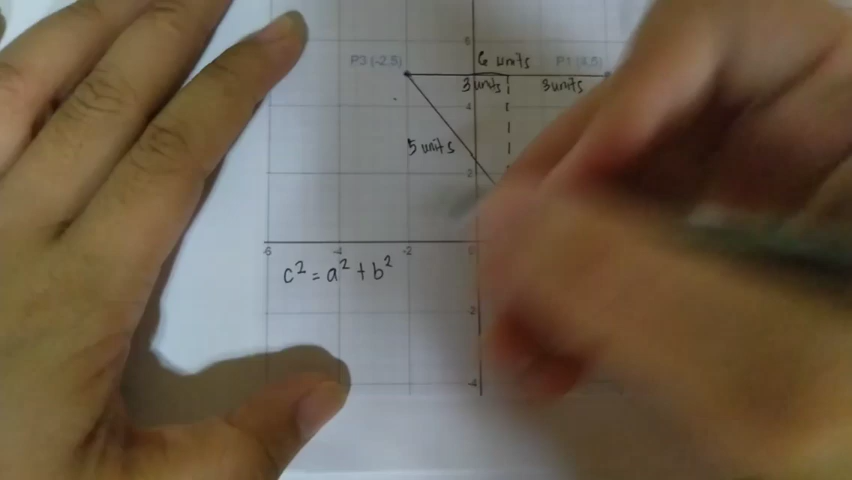 6 units
P3 (-2,5) P1 (4,5)
3 units 3 units
6
4
5 units
2
-6 -4 -2 0
c² = a² + b²
-2
-4